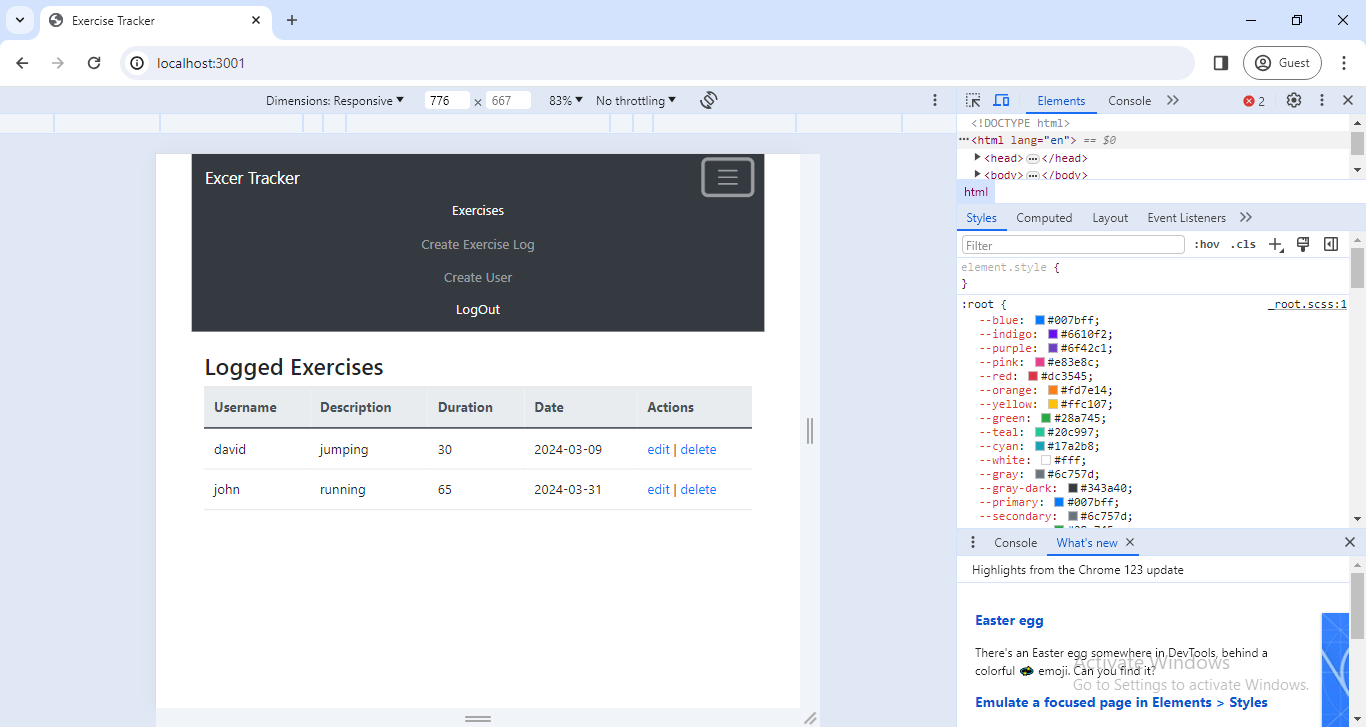 Exercise Tracker
localhost:3001
Guest
Dimensions: Responsive 776 x 667 83% No throttling
Elements Console 2
<!DOCTYPE html>
<html lang="en"> == $0
<head> </head>
<body> </body>
html
Styles Computed Layout Event Listeners
Filter :hov .cls
element.style {
}
:root { _root.scss:1
--blue: #007bff;
--indigo: #6610f2;
--purple: #6f42c1;
--pink: #e83e8c;
--red: #dc3545;
--orange: #fd7e14;
--yellow: #ffc107;
--green: #28a745;
--teal: #20c997;
--cyan: #17a2b8;
--white: #fff;
--gray: #6c757d;
--gray-dark: #343a40;
--primary: #007bff;
--secondary: #6c757d;
Console What's new
Highlights from the Chrome 123 update
Easter egg
There's an Easter egg somewhere in DevTools, behind a
colorful emoji. Can you find it?
Emulate a focused page in Elements > Styles
Activate Windows
Go to Settings to activate Windows.
Excer Tracker
Exercises
Create Exercise Log
Create User
LogOut
Logged Exercises
Username Description Duration Date Actions
david jumping 30 2024-03-09 edit | delete
john running 65 2024-03-31 edit | delete